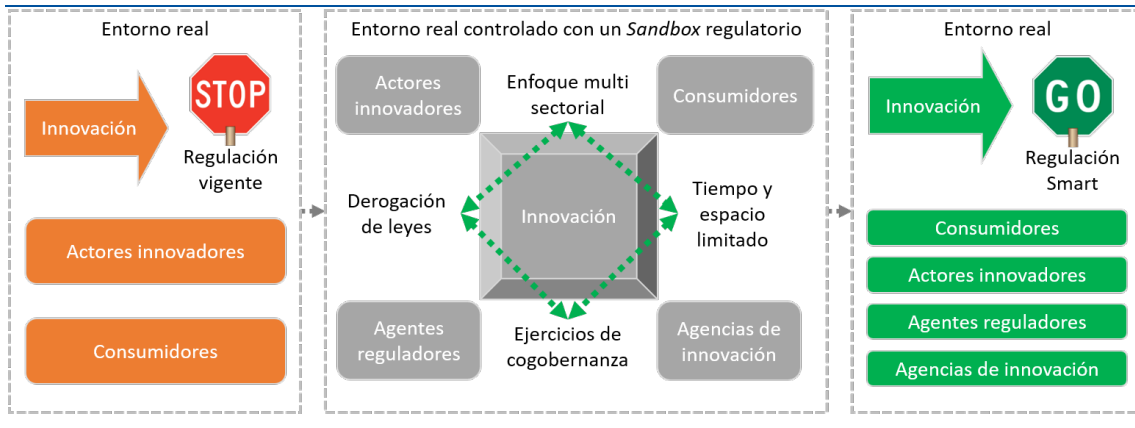 Entorno real
Innovación
STOP
Regulación
vigente
Actores innovadores
Consumidores
Entorno real controlado con un Sandbox regulatorio
Actores
innovadores
Enfoque multi
sectorial
Consumidores
Derogación
de leyes
Innovación
Tiempo y
espacio
limitado
Agentes
reguladores
Ejercicios de
cogobernanza
Agencias de
innovación
Entorno real
Innovación
GO
Regulación
Smart
Consumidores
Actores innovadores
Agentes reguladores
Agencias de innovación